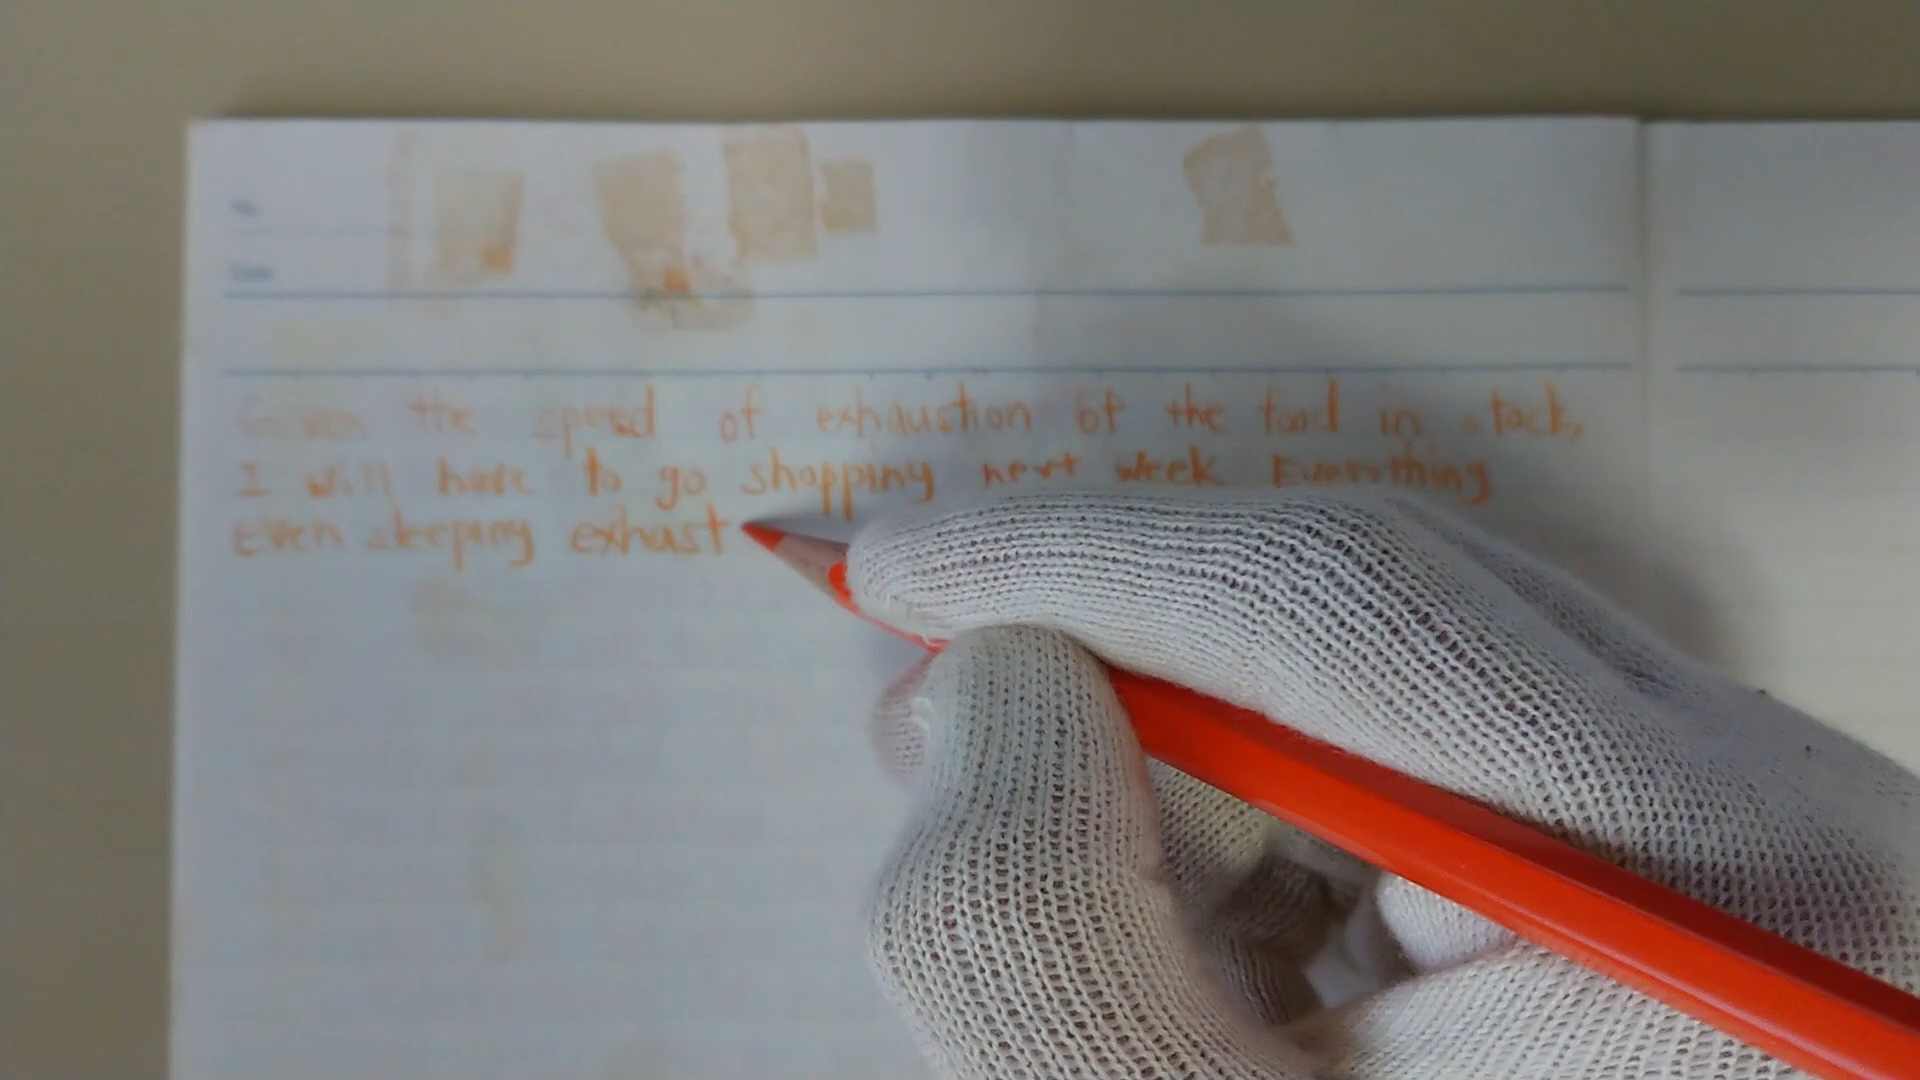 Given the speed of exhaustion of the food in stock,
I will have to go shopping next week Everything
Even sleeping exhast